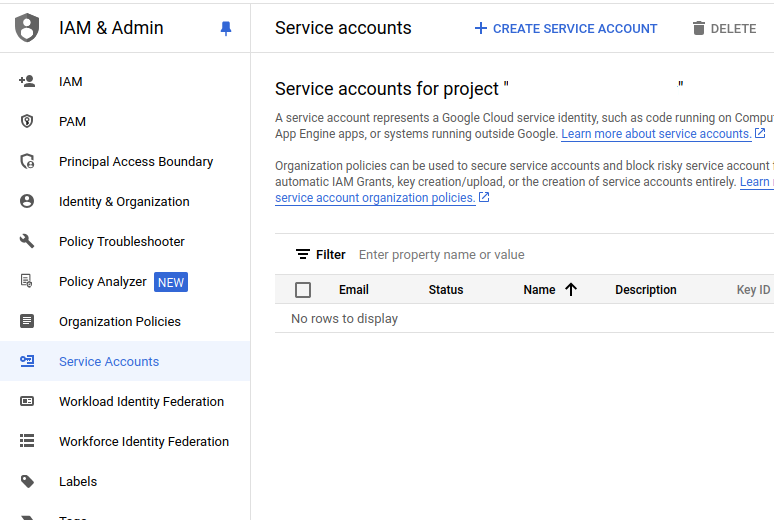 IAM & Admin
Service accounts
CREATE SERVICE ACCOUNT
DELETE
IAM
PAM
Principal Access Boundary
Identity & Organization
Policy Troubleshooter
Policy Analyzer NEW
Organization Policies
Service Accounts
Workload Identity Federation
Workforce Identity Federation
Labels
Service accounts for project " "
A service account represents a Google Cloud service identity, such as code running on Compu
App Engine apps, or systems running outside Google. Learn more about service accounts.
Organization policies can be used to secure service accounts and block risky service account
automatic IAM Grants, key creation/upload, or the creation of service accounts entirely. Learn
service account organization policies.
Filter Enter property name or value
Email Status Name Description Key ID
No rows to display